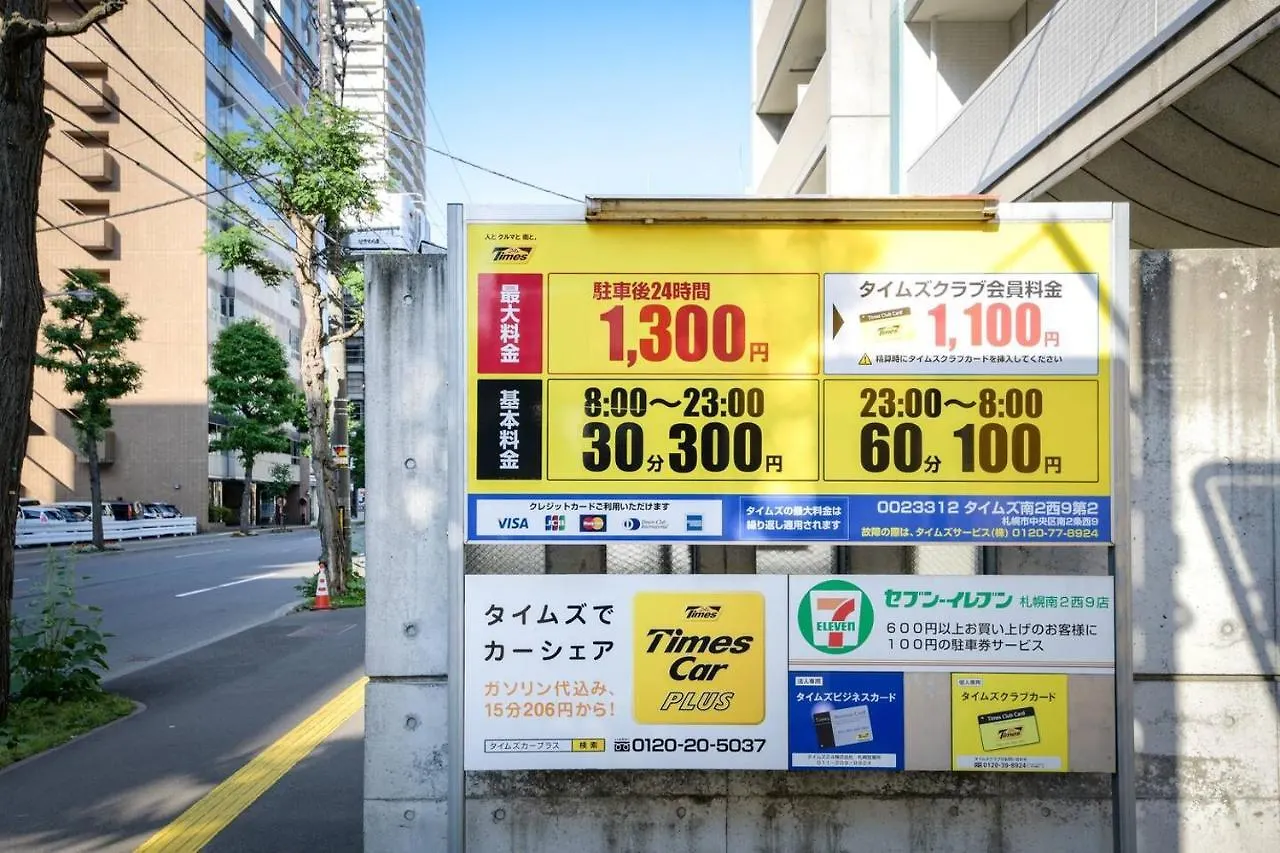 人と クルマと 街と。
Times
最大料金
駐車後24時間
1,300円
タイムズクラブ会員料金
Times Club Card
Times
1,100円
精算時にタイムズクラブカードを挿入してください
基本料金
8:00～23:00
30分300円
23:00～8:00
60分 100円
クレジットカードご利用いただけます
VISA JCB MasterCard Diners Club International
タイムズの最大料金は
繰り返し適用されます
0023312 タイムズ南2西9第2
札幌市中央区南2条西9
故障の際は、タイムズサービス(株) 0120-77-8924
タイムズで
カーシェア
ガソリン代込み、
15分206円から!
Times
Times
Car
PLUS
タイムズカープラス 検索 0120-20-5037
7
ELEVEN
セブン-イレブン 札幌南2西9店
600円以上お買い上げのお客様に
100円の駐車券サービス
法人専用
タイムズビジネスカード
個人専用
タイムズクラブカード
Times Club Card
Times